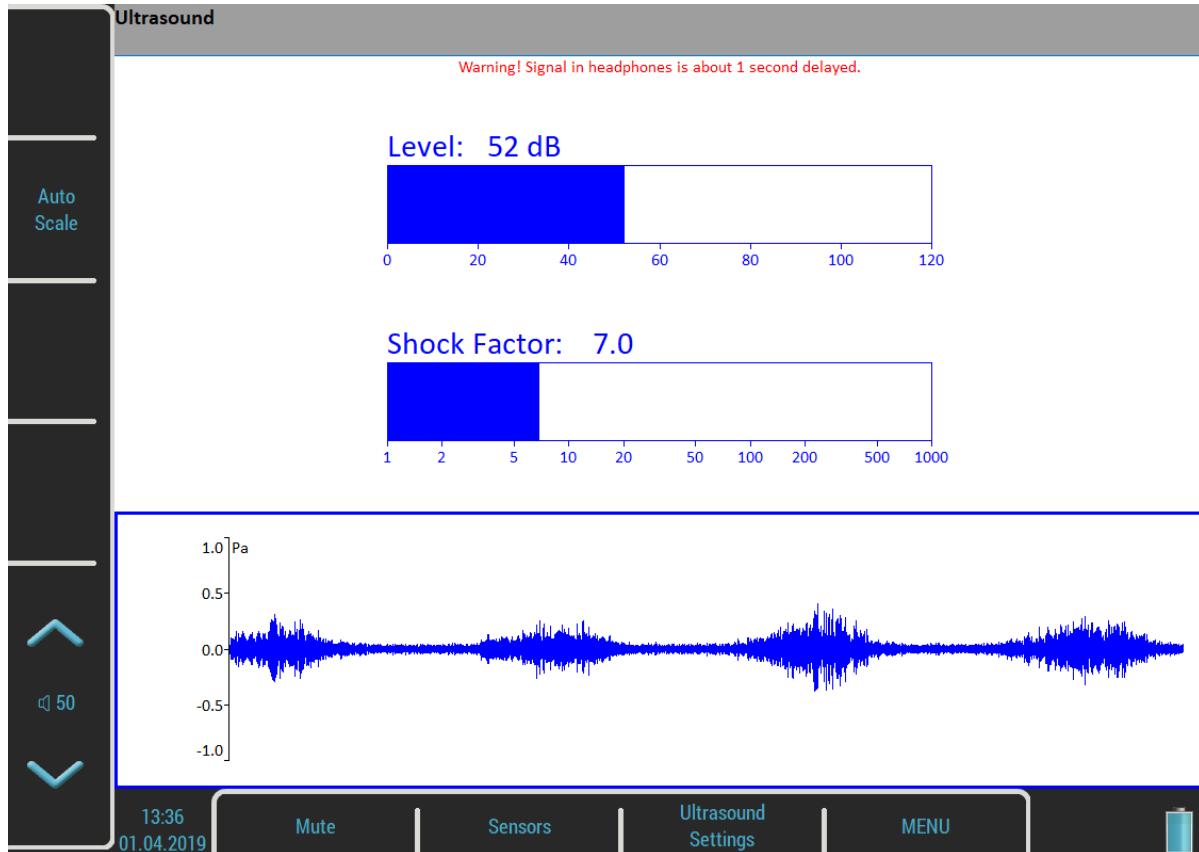 Ultrasound
Warning! Signal in headphones is about 1 second delayed.
Level: 52 dB
0 20 40 60 80 100 120
Auto
Scale
Shock Factor: 7.0
1 2 5 10 20 50 100 200 500 1000
1.0 Pa
0.5
0.0
-0.5
-1.0
50
13:36
01.04.2019
Mute
Sensors
Ultrasound
Settings
MENU